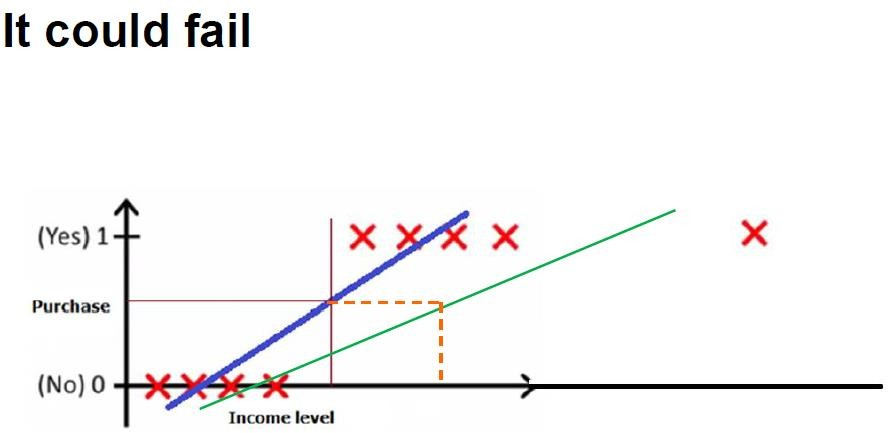 It could fail
(Yes) 1
Purchase
(No) 0
Income level